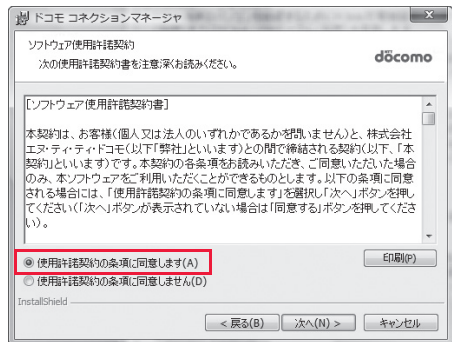 ドコモ コネクションマネージャ
ソフトウェア使用許諾契約
次の使用許諾契約書を注意深くお読みください。
döcomo
[ソフトウェア使用許諾契約書]
本契約は、お客様(個人又は法人のいずれかであるかを問いません)と、株式会社
エヌ・ティ・ティ・ドコモ(以下「弊社」といいます)との間で締結される契約(以下、「本
契約」といいます)です。本契約の各条項をお読みいただき、ご同意いただいた場合
のみ、本ソフトウェアをご利用いただくことができるものとします。以下の条項に同意
される場合には、「使用許諾契約の条項に同意します」を選択し「次へ」ボタンを押し
てください(「次へ」ボタンが表示されていない場合は「同意する」ボタンを押してくださ
い)。
使用許諾契約の条項に同意します(A)
印刷(P)
使用許諾契約の条項に同意しません(D)
InstallShield
< 戻る(B)
次へ(N) >
キャンセル